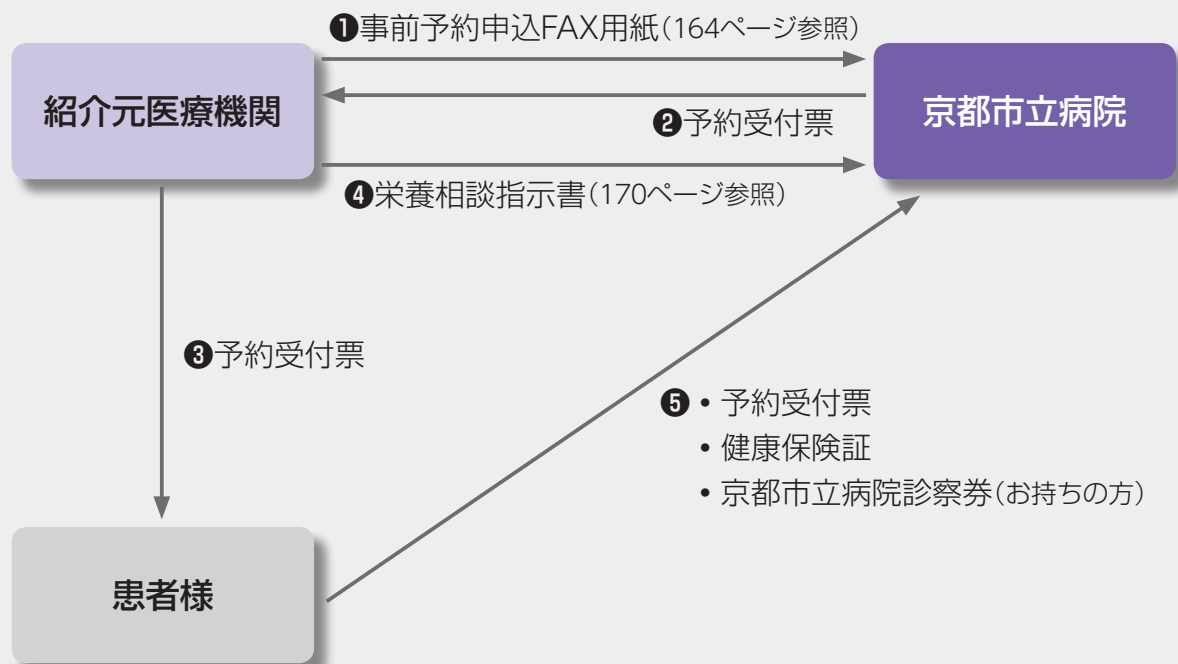 ❶事前予約申込FAX用紙(164ページ参照)
紹介元医療機関
京都市立病院
❷予約受付票
❹栄養相談指示書(170ページ参照)
❸予約受付票
❺・予約受付票
・健康保険証
・京都市立病院診察券(お持ちの方)
患者様